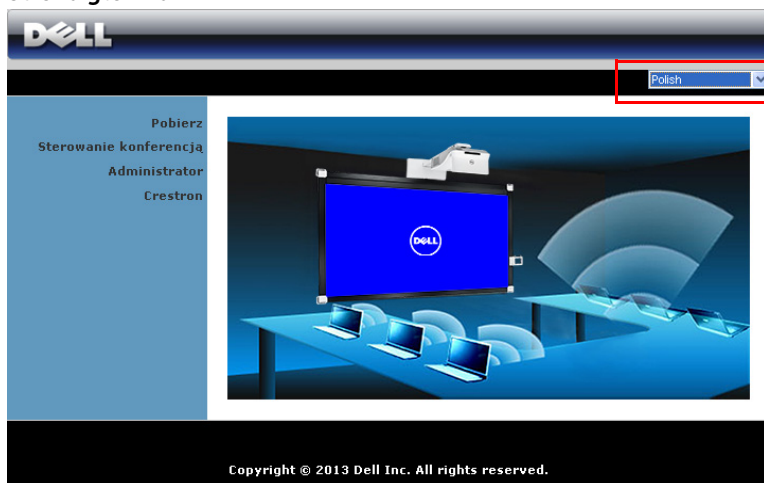 DELL
Polish
Pobierz
Sterowanie konferencją
Administrator
Crestron
DELL
Copyright © 2013 Dell Inc. All rights reserved.